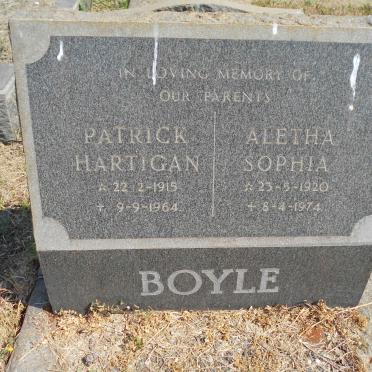 IN LOVING MEMORY OF
OUR PARENTS
PATRICK
HARTIGAN
☆ 22-2-1915
✝ 9-9-1964
ALETHA
SOPHIA
☆ 23-5-1920
✝ 8-4-1974
BOYLE